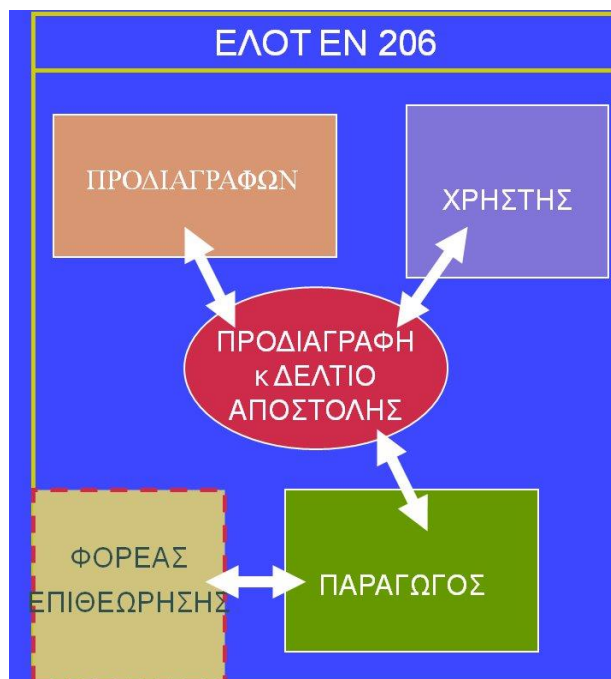 ΕΛΟΤ ΕΝ 206
ΠΡΟΔΙΑΓΡΑΦΩΝ
ΧΡΗΣΤΗΣ
ΠΡΟΔΙΑΓΡΑΦΗ
κ ΔΕΛΤΙΟ
ΑΠΟΣΤΟΛΗΣ
ΦΟΡΕΑΣ
ΕΠΙΘΕΩΡΗΣΗΣ
ΠΑΡΑΓΩΓΟΣ